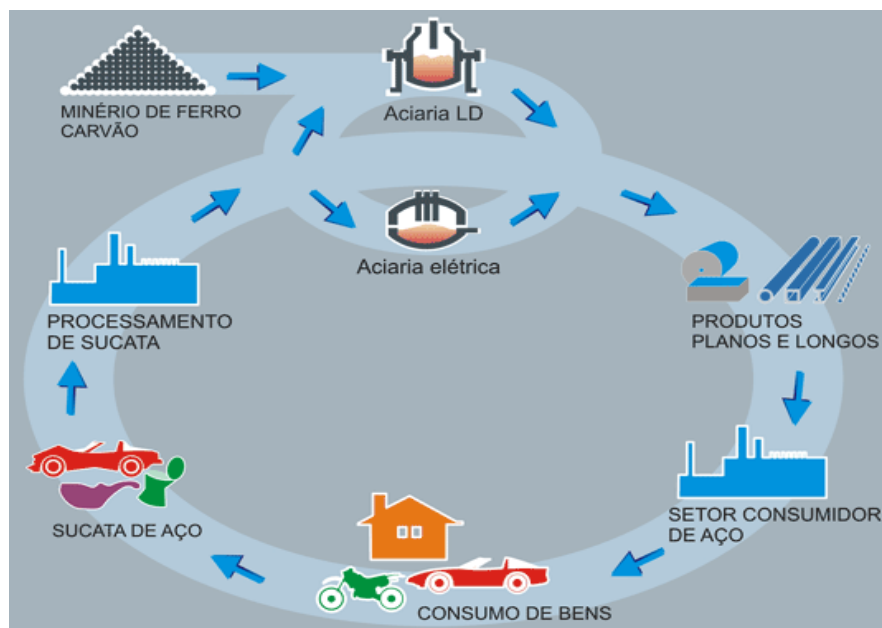 MINÉRIO DE FERRO
CARVÃO
Aciaria LD
Aciaria elétrica
PROCESSAMENTO
DE SUCATA
PRODUTOS
PLANOS E LONGOS
SUCATA DE AÇO
SETOR CONSUMIDOR
DE AÇO
CONSUMO DE BENS